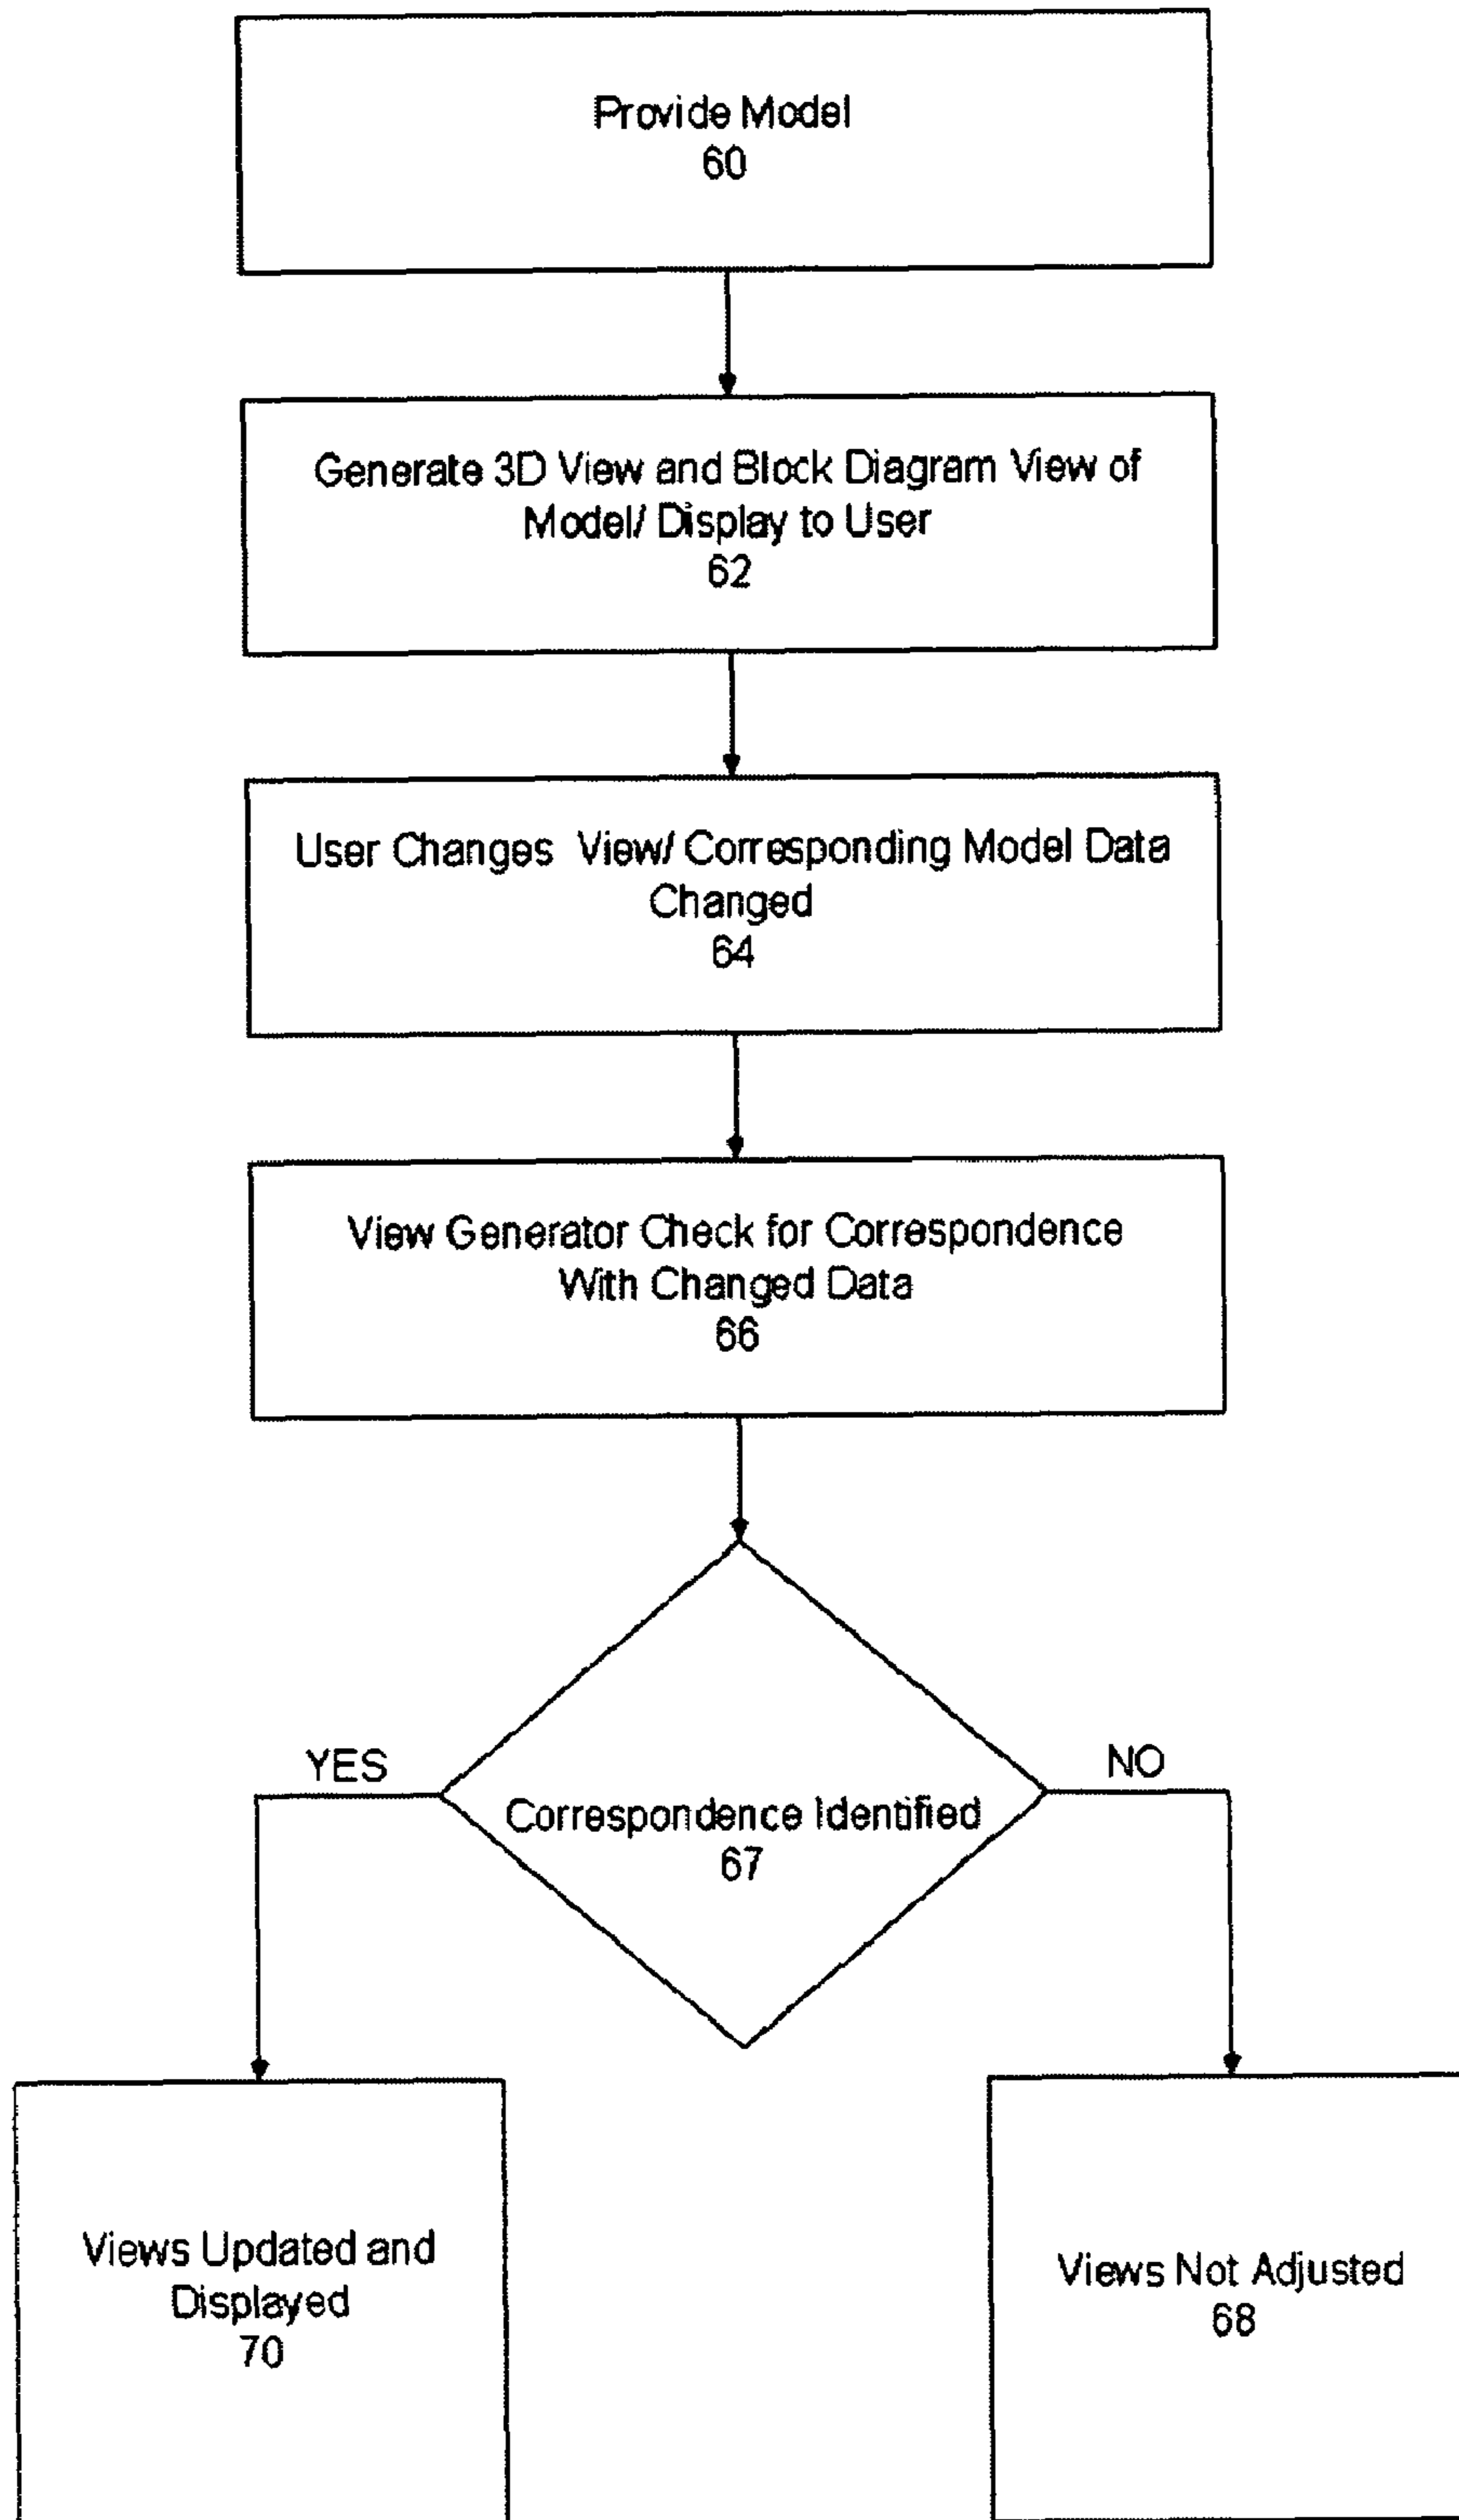 Provide Model
60
Generate 3D View and Block Diagram View of
Model/ Display to User
62
User Changes View/ Corresponding Model Data
Changed
64
View Generator Check for Correspondence
With Changed Data
66
YES
NO
Correspondence Identified
67
Views Updated and
Displayed
70
Views Not Adjusted
68